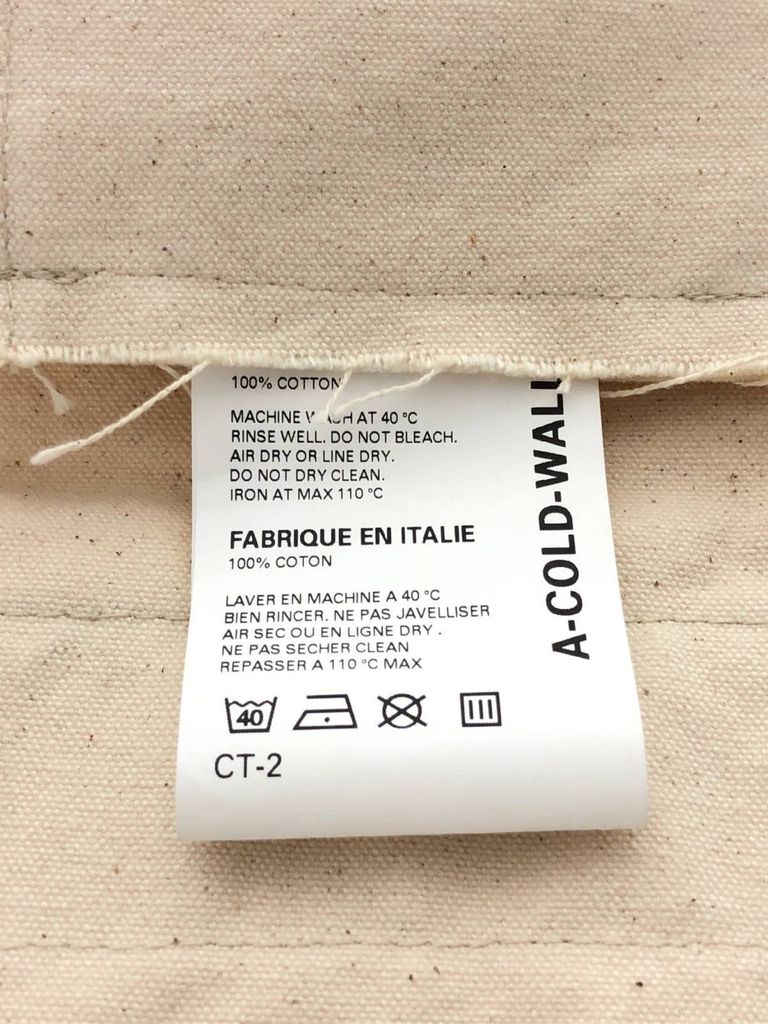 100% COTTON
MACHINE WASH AT 40 °C
RINSE WELL. DO NOT BLEACH.
AIR DRY OR LINE DRY.
DO NOT DRY CLEAN.
IRON AT MAX 110 °C
FABRIQUE EN ITALIE
100% COTON
LAVER EN MACHINE A 40 °C
BIEN RINCER. NE PAS JAVELLISER
AIR SEC OU EN LIGNE DRY .
NE PAS SECHER CLEAN
REPASSER A 110 °C MAX
40
CT-2
A-COLD-WALL